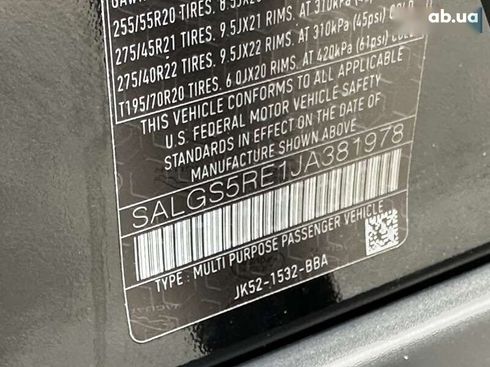 ab.ua
255/55R20 TIRES, 8.5JX20
275/45R21 TIRES, 9.5JX21 RIMS, AT 310kPa
275/40R22 TIRES, 9.5JX22 RIMS. AT 310kPa (45psi) COLD
T195/70R20 TIRES, 6.0JX20 RIMS. AT 420kPa (61psi) COLD
THIS VEHICLE CONFORMS TO ALL APPLICABLE
U.S. FEDERAL MOTOR VEHICLE SAFETY
STANDARDS IN EFFECT ON THE DATE OF
MANUFACTURE SHOWN ABOVE.
SALGS5RE1JA381978
TYPE : MULTI PURPOSE PASSENGER VEHICLE
JK52-1532-BBA